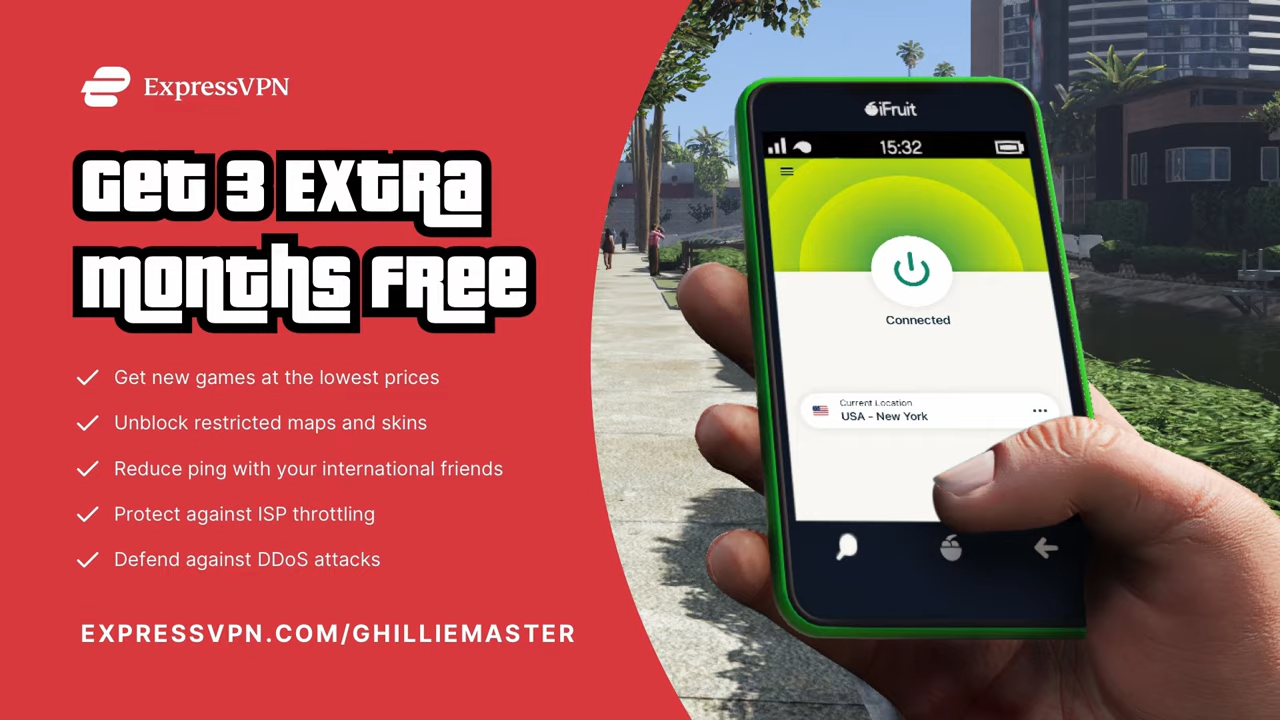 ExpressVPN
Get 3 Extra
months Free
Get new games at the lowest prices
Unblock restricted maps and skins
Reduce ping with your international friends
Protect against ISP throttling
Defend against DDoS attacks
EXPRESSVPN.COM/GHILLIEMASTER
iFruit
15:32
Connected
Current Location
USA - New York